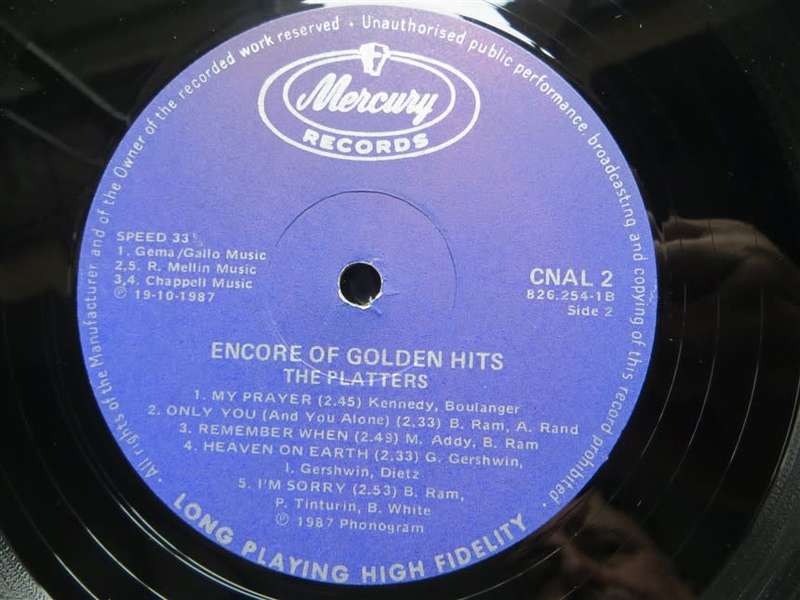 · All rights of the Manufacturer and of the Owner of the recorded work reserved · Unauthorised public performance, broadcasting and copying of this record prohibited ·
Mercury
RECORDS
SPEED 33⅓
1. Gema/Gallo Music
2,5. R. Mellin Music
3,4. Chappell Music
℗ 19-10-1987
CNAL 2
826.254-1B
Side 2
ENCORE OF GOLDEN HITS
THE PLATTERS
1. MY PRAYER (2.45) Kennedy, Boulanger
2. ONLY YOU (And You Alone) (2.33) B. Ram, A. Rand
3. REMEMBER WHEN (2.49) M. Addy, B. Ram
4. HEAVEN ON EARTH (2.33) G. Gershwin,
I. Gershwin, Dietz
5. I'M SORRY (2.53) B. Ram,
P. Tinturin, B. White
℗ 1987 Phonogram
LONG PLAYING HIGH FIDELITY